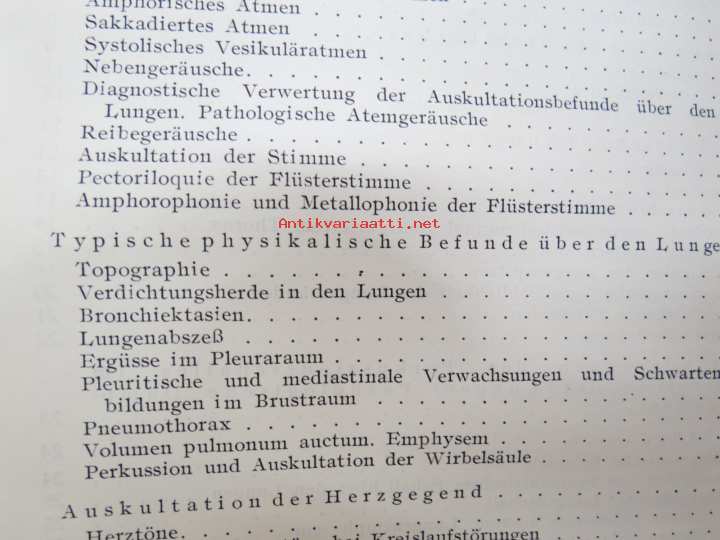 Amphorisches Atmen . . . . . . . . . . . .
Sakkadiertes Atmen . . . . . . . . . . . .
Systolisches Vesikuläratmen . . . . . . . . . .
Nebengeräusche. . . . . . . . . . . . . .
Diagnostische Verwertung der Auskultationsbefunde über den
Lungen. Pathologische Atemgeräusche . . . . . .
Reibegeräusche . . . . . . . . . . . . . .
Auskultation der Stimme . . . . . . . . . . .
Pectoriloquie der Flüsterstimme . . . . . . . . .
Amphorophonie und Metallophonie der Flüsterstimme . . . .
Antikvariaatti.net
Typische physikalische Befunde über den Lunge
Topographie . . . . . . . . . . . . . . .
Verdichtungsherde in den Lungen . . . . . . . . .
Bronchiektasien. . . . . . . . . . . . . .
Lungenabszeß . . . . . . . . . . . . . .
Ergüsse im Pleuraraum . . . . . . . . . . . .
Pleuritische und mediastinale Verwachsungen und Schwarten
bildungen im Brustraum . . . . . . . . . . .
Pneumothorax . . . . . . . . . . . . . .
Volumen pulmonum auctum. Emphysem . . . . . . .
Perkussion und Auskultation der Wirbelsäule . . . . . .
Auskultation der Herzgegend . . . . . . . . .
Herztöne. . . . . . . . . . . . . . . .
bei Kreislaufstörungen . . . . . .